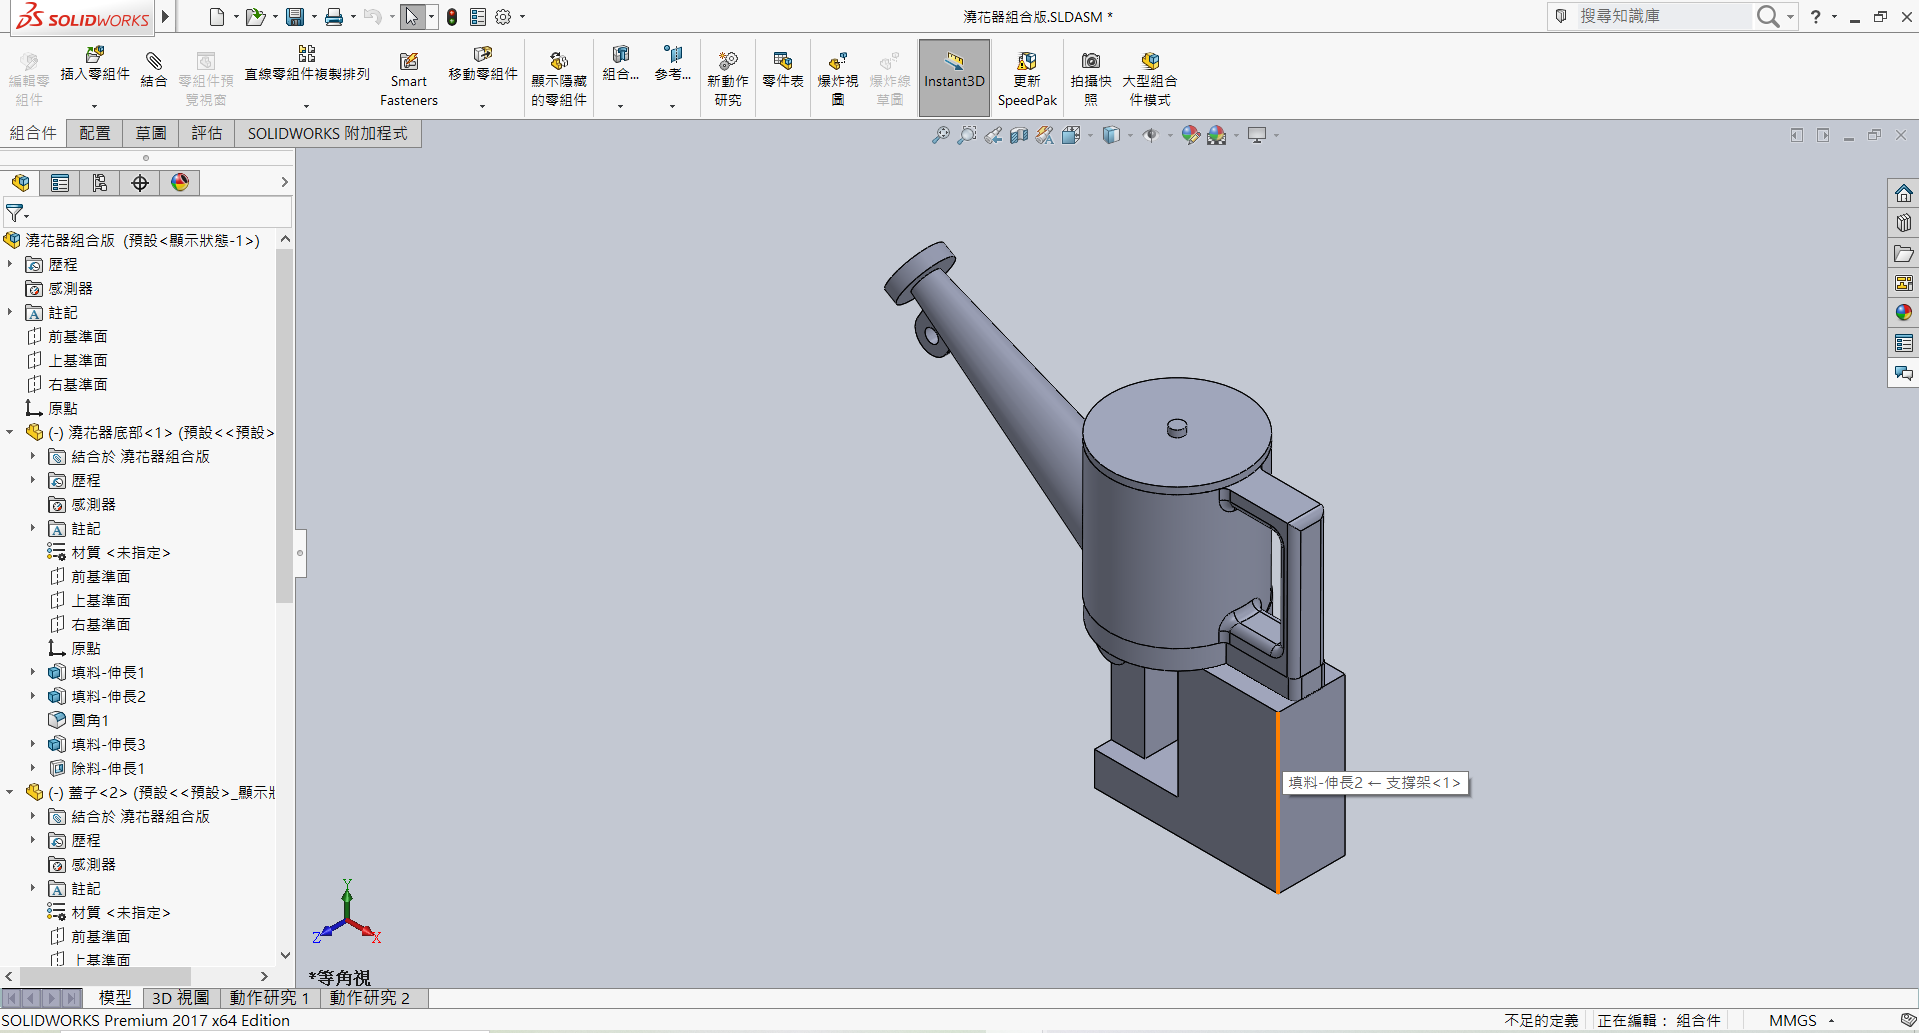 SOLIDWORKS
澆花器組合版.SLDASM *
搜尋知識庫
編輯零組件
插入零組件
結合
零組件預覽視窗
直線零組件複製排列
Smart Fasteners
移動零組件
顯示隱藏的零組件
組合...
參考...
新動作研究
零件表
爆炸視圖
爆炸線草圖
Instant3D
更新 SpeedPak
拍攝快照
大型組合件模式
組合件
配置
草圖
評估
SOLIDWORKS 附加程式
澆花器組合版 (預設<顯示狀態-1>)
歷程
感測器
註記
前基準面
上基準面
右基準面
原點
(-) 澆花器底部<1> (預設<<預設>
結合於 澆花器組合版
歷程
感測器
註記
材質 <未指定>
前基準面
上基準面
右基準面
原點
填料-伸長1
填料-伸長2
圓角1
填料-伸長3
除料-伸長1
(-) 蓋子<2> (預設<<預設>_顯示狀
結合於 澆花器組合版
歷程
感測器
註記
材質 <未指定>
前基準面
上基準面
填料-伸長2 ← 支撐架<1>
Y
Z
X
*等角視
模型
3D 視圖
動作研究 1
動作研究 2
SOLIDWORKS Premium 2017 x64 Edition
不足的定義
正在編輯： 組合件
MMGS